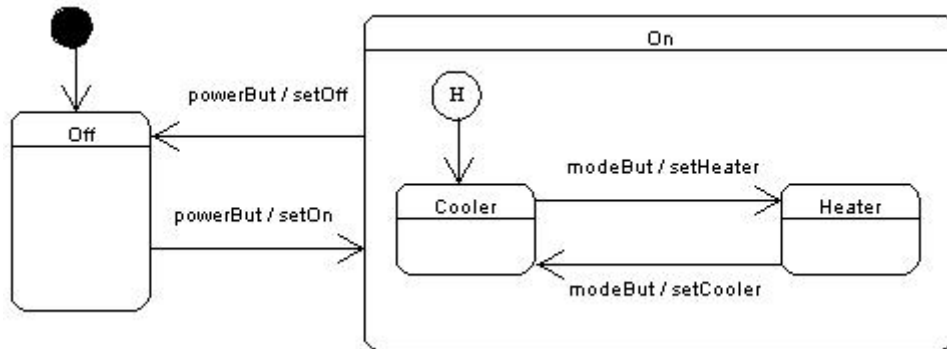 On
powerBut / setOff
H
Off
modeBut / setHeater
Cooler
Heater
powerBut / setOn
modeBut / setCooler